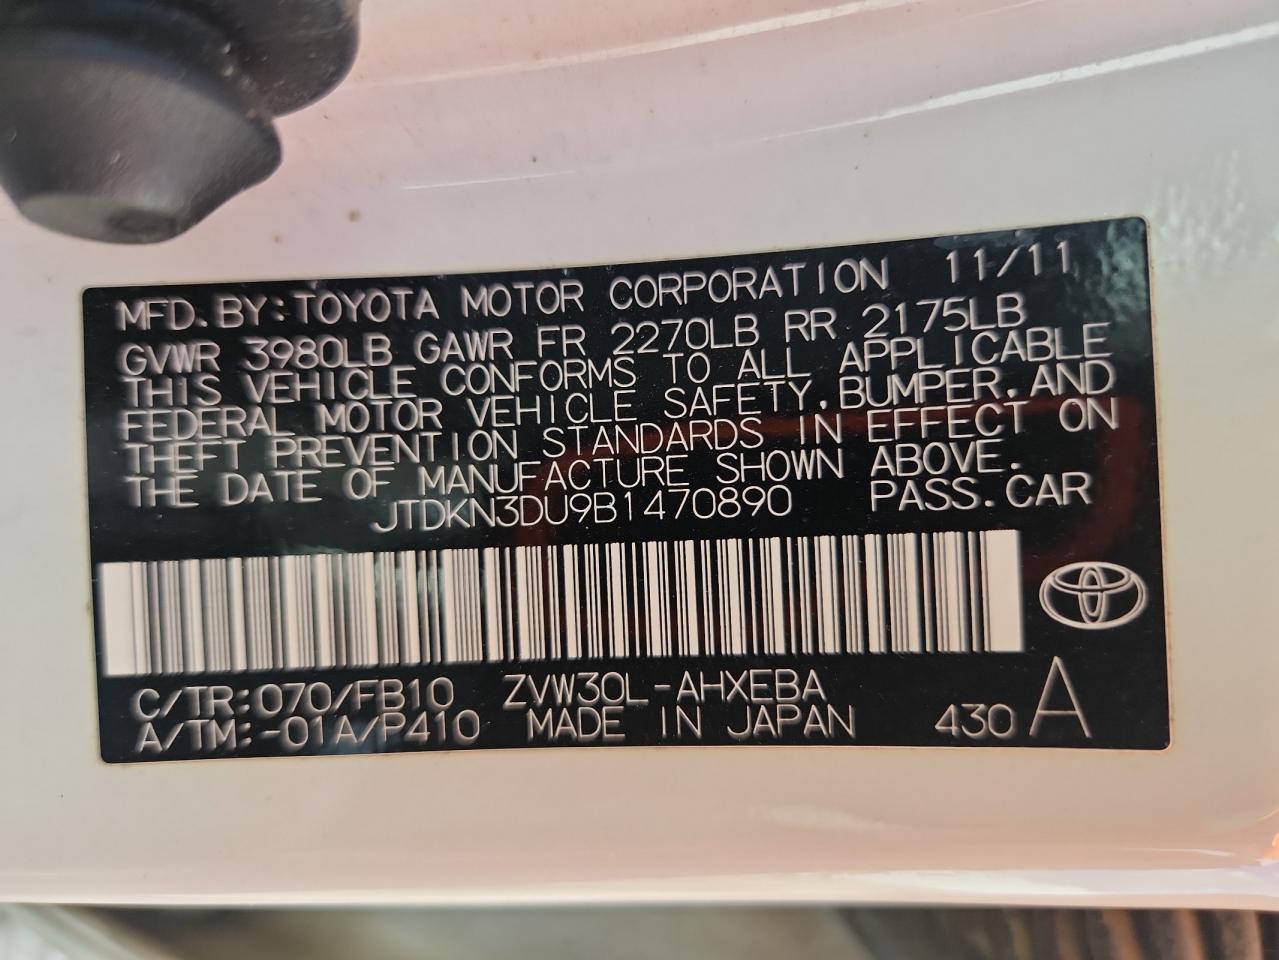 MFD. BY: TOYOTA MOTOR CORPORATION 11/11
GVWR 3980LB GAWR FR 2270LB RR 2175LB
THIS VEHICLE CONFORMS TO ALL APPLICABLE
FEDERAL MOTOR VEHICLE SAFETY, BUMPER, AND
THEFT PREVENTION STANDARDS IN EFFECT ON
THE DATE OF MANUFACTURE SHOWN ABOVE.
JTDKN3DU9B1470890 PASS. CAR
C/TR: 070/FB10 ZVW30L-AHXEBA
A/TM: -01A/P410 MADE IN JAPAN 430 A